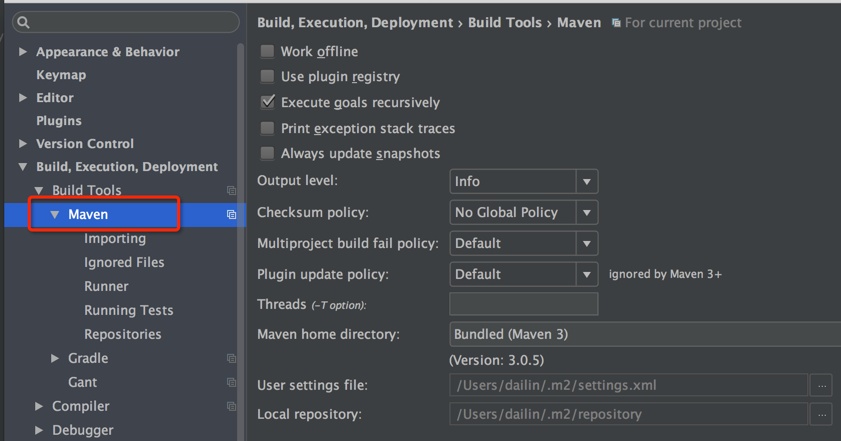 Appearance & Behavior
Keymap
Editor
Plugins
Version Control
Build, Execution, Deployment
Build Tools
Maven
Importing
Ignored Files
Runner
Running Tests
Repositories
Gradle
Gant
Compiler
Debugger
Build, Execution, Deployment › Build Tools › Maven For current project
Work offline
Use plugin registry
Execute goals recursively
Print exception stack traces
Always update snapshots
Output level: Info
Checksum policy: No Global Policy
Multiproject build fail policy: Default
Plugin update policy: Default ignored by Maven 3+
Threads (-T option):
Maven home directory: Bundled (Maven 3)
(Version: 3.0.5)
User settings file: /Users/dailin/.m2/settings.xml ...
Local repository: /Users/dailin/.m2/repository ...